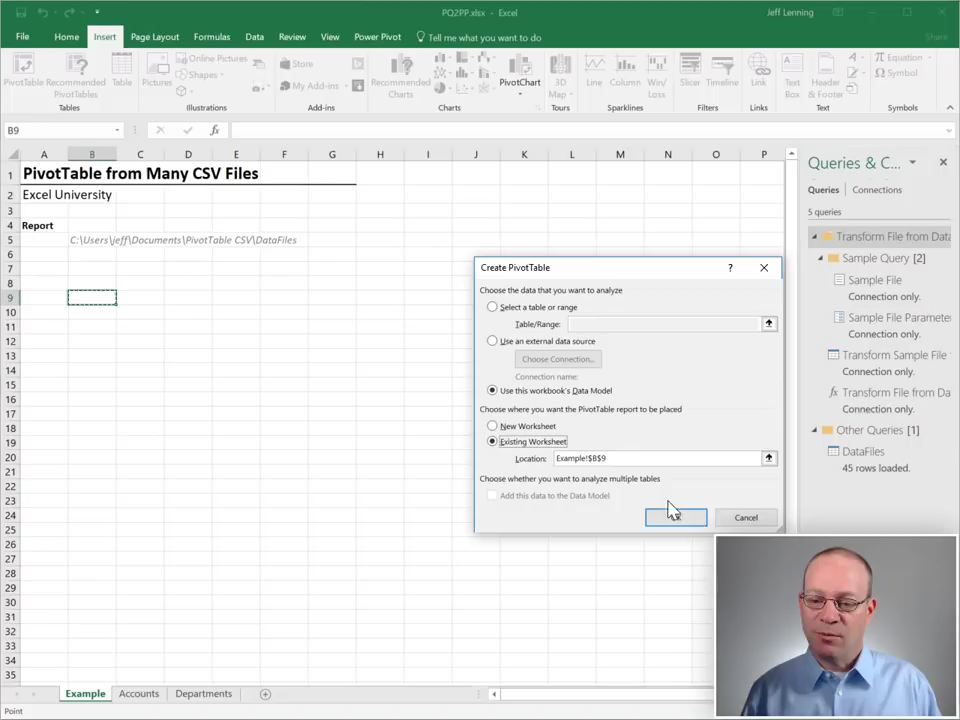 PQ2PP.xlsx - Excel
Jeff Lenning
File
Home
Insert
Page Layout
Formulas
Data
Review
View
Power Pivot
Tell me what you want to do
Share
PivotTable
Recommended
PivotTables
Table
Tables
Pictures
Online Pictures
Shapes
Illustrations
Store
My Add-ins
Add-ins
Recommended
Charts
PivotChart
Charts
3D
Map
Tours
Line
Column
Win/
Loss
Sparklines
Slicer
Timeline
Filters
Link
Links
Text
Box
Header
& Footer
Text
Equation
Symbol
Symbols
B9
fx
A B C D E F G H I J K L M N O P
1 PivotTable from Many CSV Files
2 Excel University
3
4 Report
5 C:\Users\jeff\Documents\PivotTable CSV\DataFiles
6
7
8
9
10
11
12
13
14
15
16
17
18
19
20
21
22
23
24
25
26
27
28
29
30
31
32
33
34
35
Create PivotTable
?
Choose the data that you want to analyze
Select a table or range
Table/Range:
Use an external data source
Choose Connection...
Connection name:
Use this workbook's Data Model
Choose where you want the PivotTable report to be placed
New Worksheet
Existing Worksheet
Location: Example!$B$9
Choose whether you want to analyze multiple tables
Add this data to the Data Model
Cancel
Queries & C...
Queries
Connections
5 queries
Transform File from Data
Sample Query [2]
Sample File
Connection only.
Sample File Parameter
Connection only.
Transform Sample File
Connection only.
fx Transform File from Da
Connection only.
Other Queries [1]
DataFiles
45 rows loaded.
Example
Accounts
Departments
Point